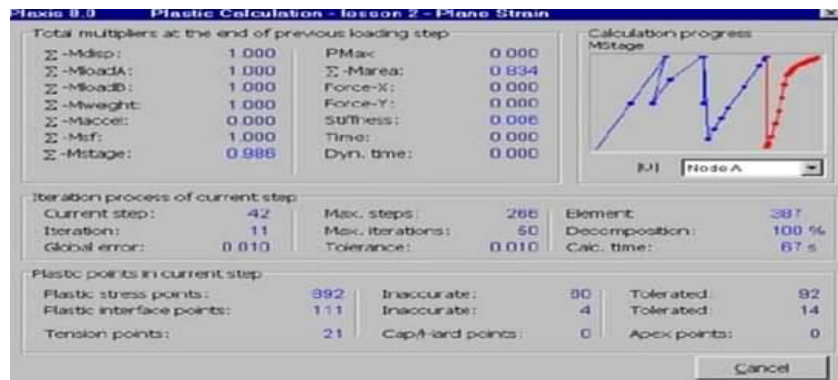 Plaxis 8.0 Plastic Calculation - lesson 2 - Plane Strain
Total multipliers at the end of previous loading step
Calculation progress
MStage
Σ -Mdisp: 1.000 PMax 0.000
Σ -MloadA: 1.000 Σ -Marea: 0.834
Σ -MloadB: 1.000 Force-X: 0.000
Σ -Mweight: 1.000 Force-Y: 0.000
Σ -Maccel: 0.000 Stiffness: 0.006
Σ -Msf: 1.000 Time: 0.000
Σ -Mstage: 0.986 Dyn. time: 0.000
|U| Node A
Iteration process of current step
Current step: 42 Max. steps: 266 Element 387
Iteration: 11 Max. iterations: 50 Decomposition: 100 %
Global error: 0.010 Tolerance: 0.010 Calc. time: 67 s
Plastic points in current step
Plastic stress points: 892 Inaccurate: 80 Tolerated: 92
Plastic interface points: 111 Inaccurate: 4 Tolerated: 14
Tension points: 21 Cap/Hard points: 0 Apex points: 0
Cancel